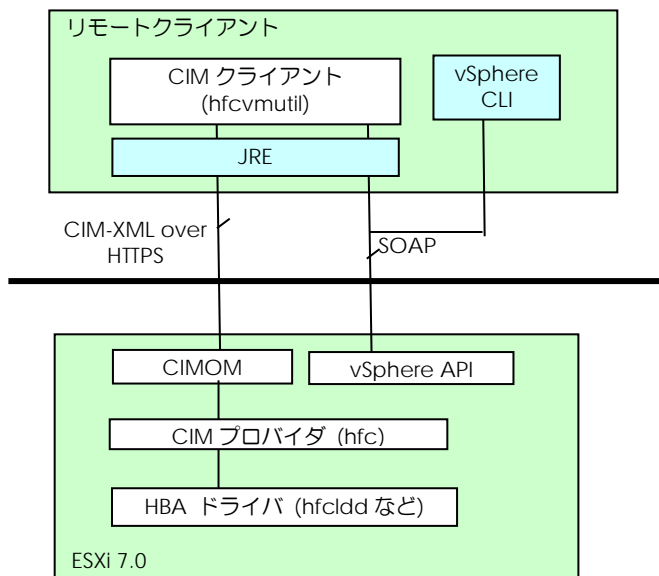 リモートクライアント
CIM クライアント
(hfcvmutil)
vSphere
CLI
JRE
CIM-XML over
HTTPS
SOAP
CIMOM
vSphere API
CIM プロバイダ (hfc)
HBA ドライバ (hfcldd など)
ESXi 7.0